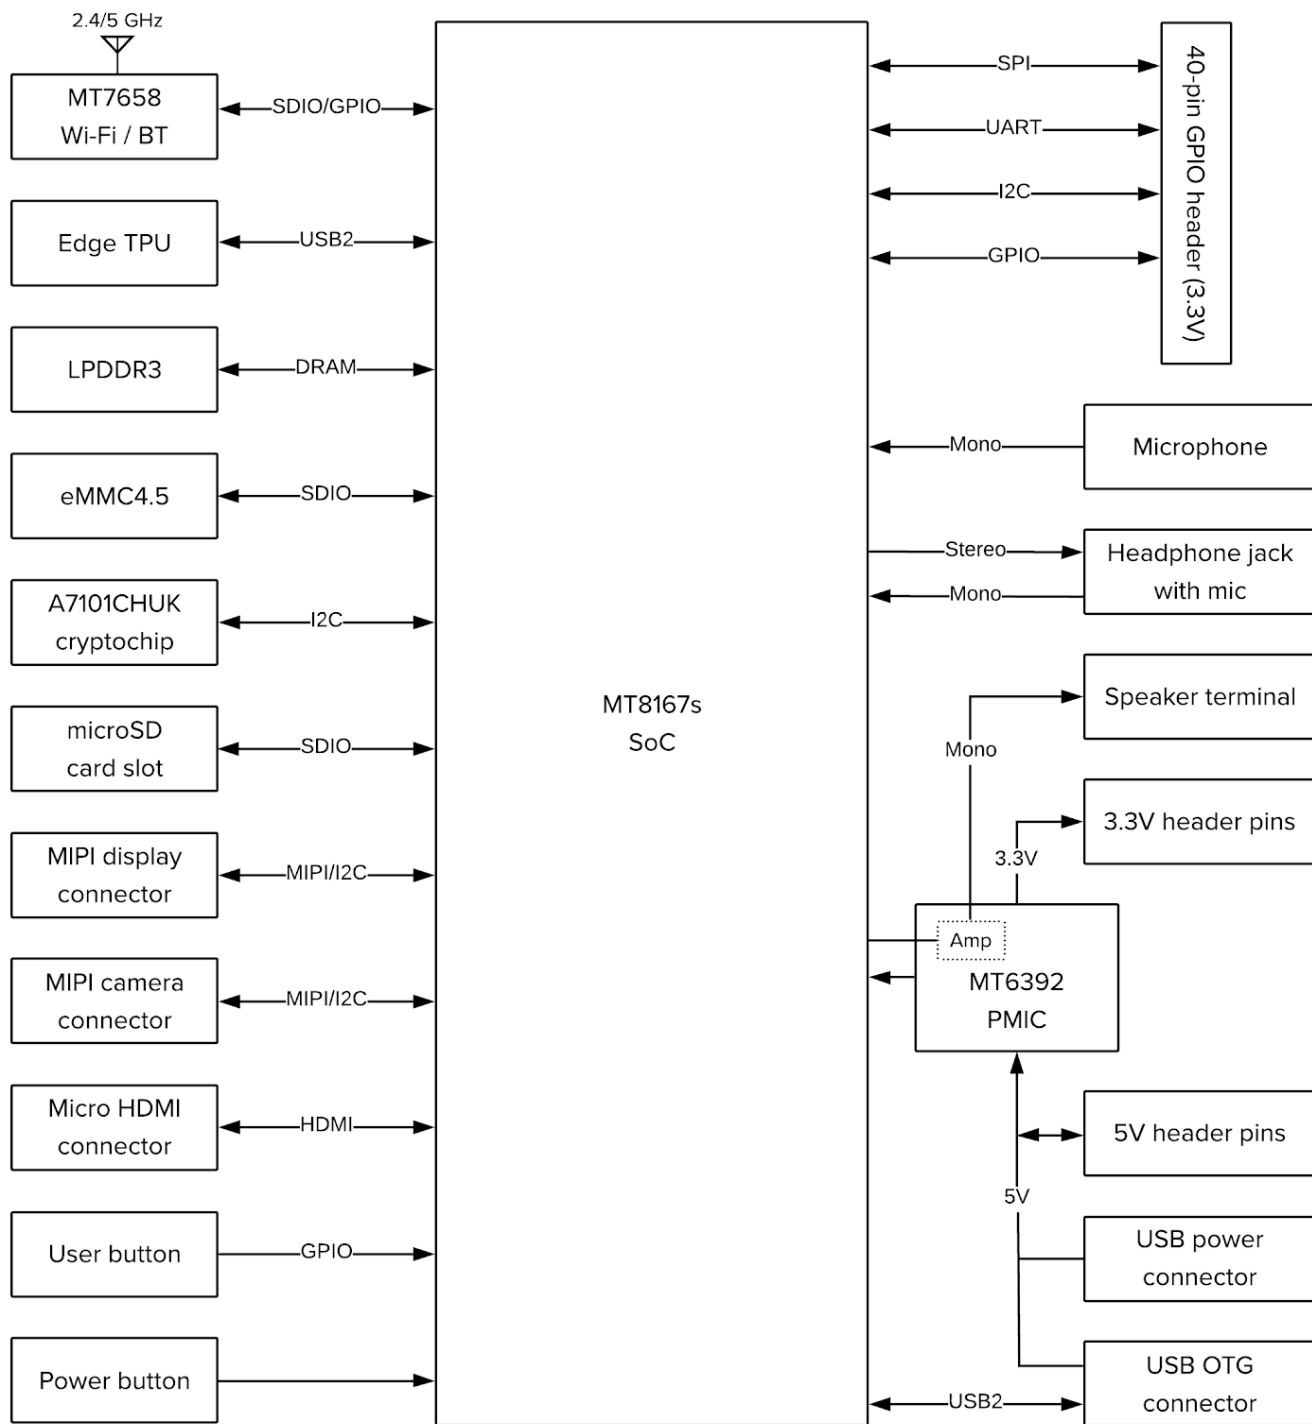 2.4/5 GHz
MT7658
Wi-Fi / BT
SDIO/GPIO
Edge TPU
USB2
LPDDR3
DRAM
eMMC4.5
SDIO
A7101CHUK
cryptochip
I2C
microSD
card slot
SDIO
MIPI display
connector
MIPI/I2C
MIPI camera
connector
MIPI/I2C
Micro HDMI
connector
HDMI
User button
GPIO
Power button
MT8167s
SoC
SPI
UART
I2C
GPIO
40-pin GPIO header (3.3V)
Mono
Microphone
Stereo
Mono
Headphone jack
with mic
Speaker terminal
Mono
3.3V header pins
3.3V
Amp
MT6392
PMIC
5V header pins
5V
USB power
connector
USB OTG
connector
USB2